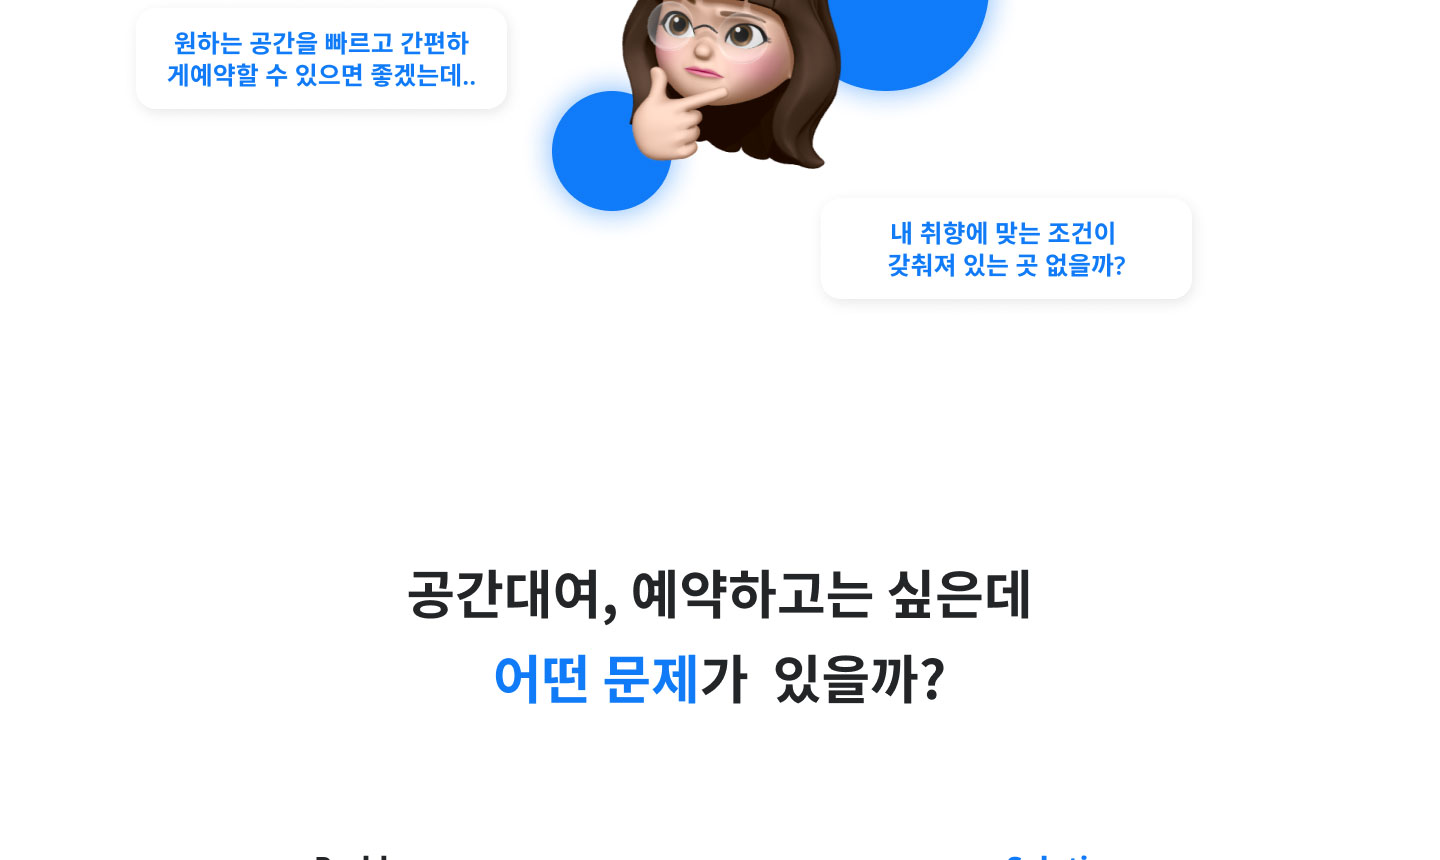 원하는 공간을 빠르고 간편하
게예약할 수 있으면 좋겠는데..
내 취향에 맞는 조건이
갖춰져 있는 곳 없을까?
공간대여, 예약하고는 싶은데
어떤 문제가 있을까?